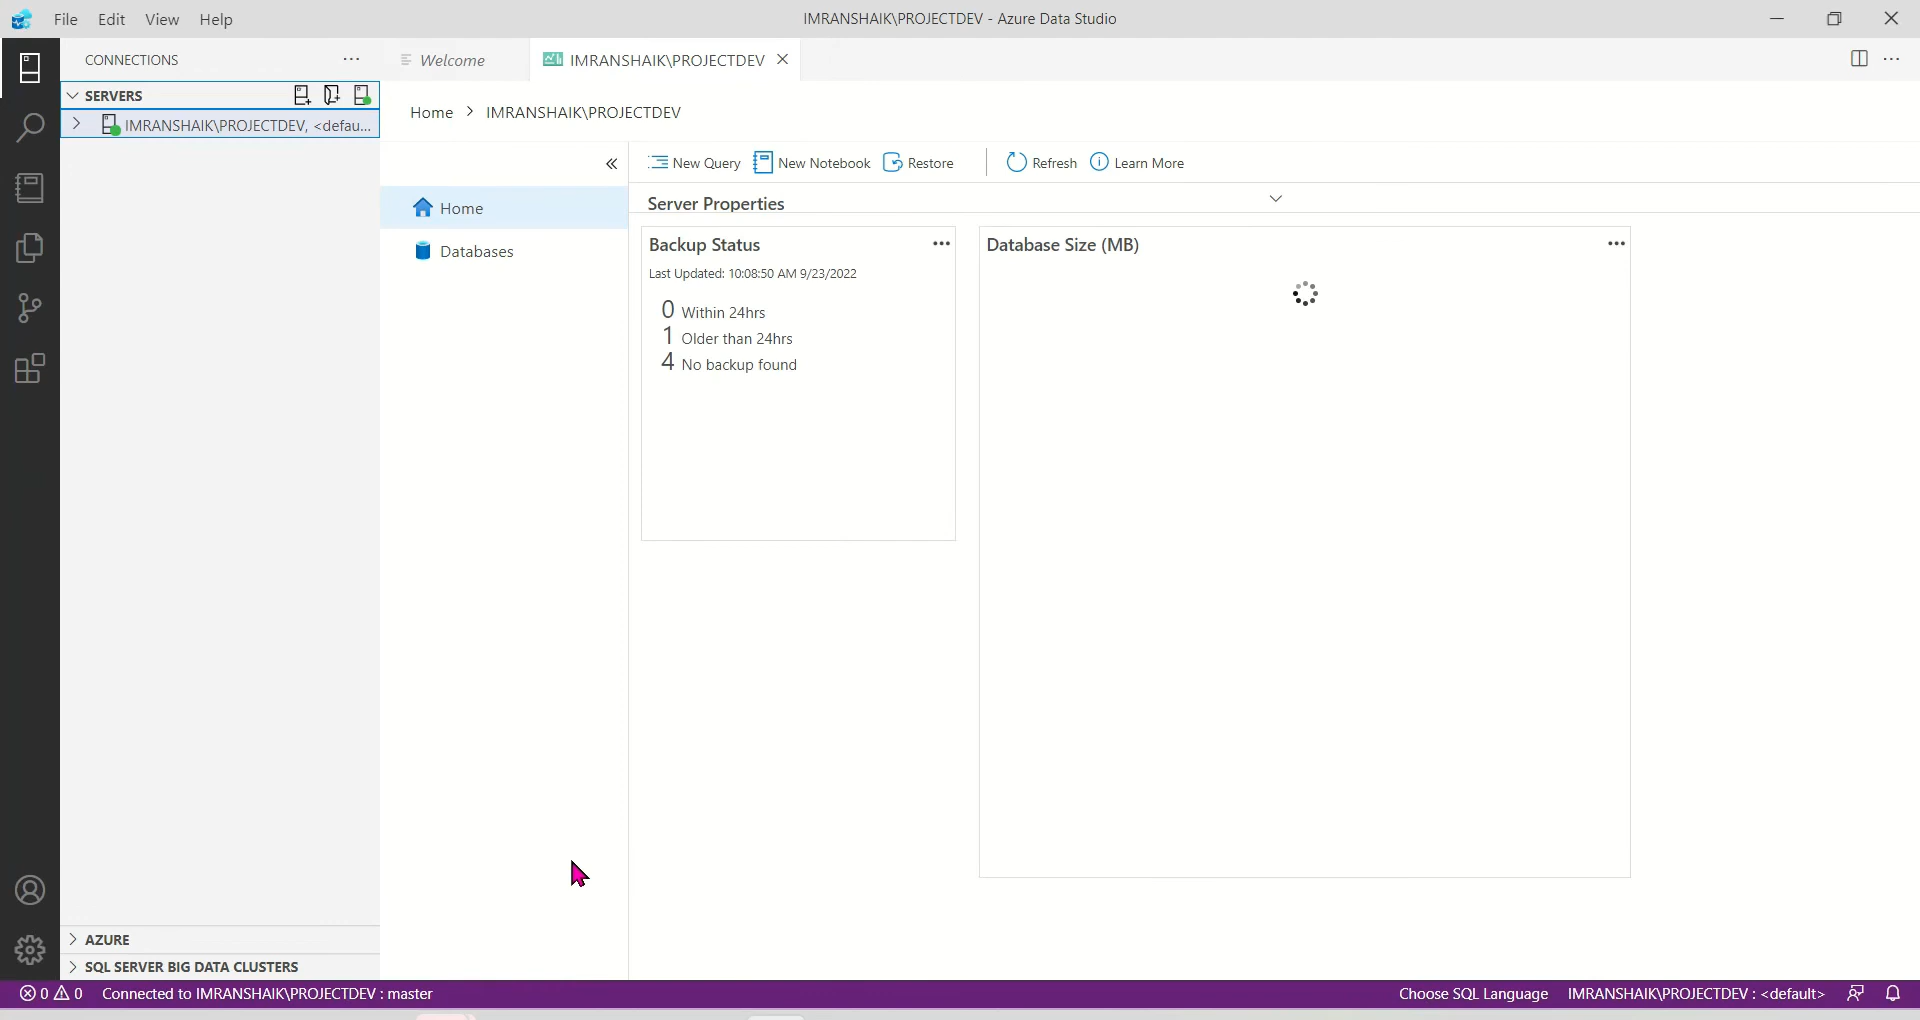 File Edit View Help
IMRANSHAIK\PROJECTDEV - Azure Data Studio
CONNECTIONS
Welcome
IMRANSHAIK\PROJECTDEV
SERVERS
IMRANSHAIK\PROJECTDEV, <defau...
Home > IMRANSHAIK\PROJECTDEV
New Query New Notebook Restore Refresh Learn More
Home
Databases
Server Properties
Backup Status
Last Updated: 10:08:50 AM 9/23/2022
0 Within 24hrs
1 Older than 24hrs
4 No backup found
Database Size (MB)
AZURE
SQL SERVER BIG DATA CLUSTERS
0 0 Connected to IMRANSHAIK\PROJECTDEV : master
Choose SQL Language IMRANSHAIK\PROJECTDEV : <default>